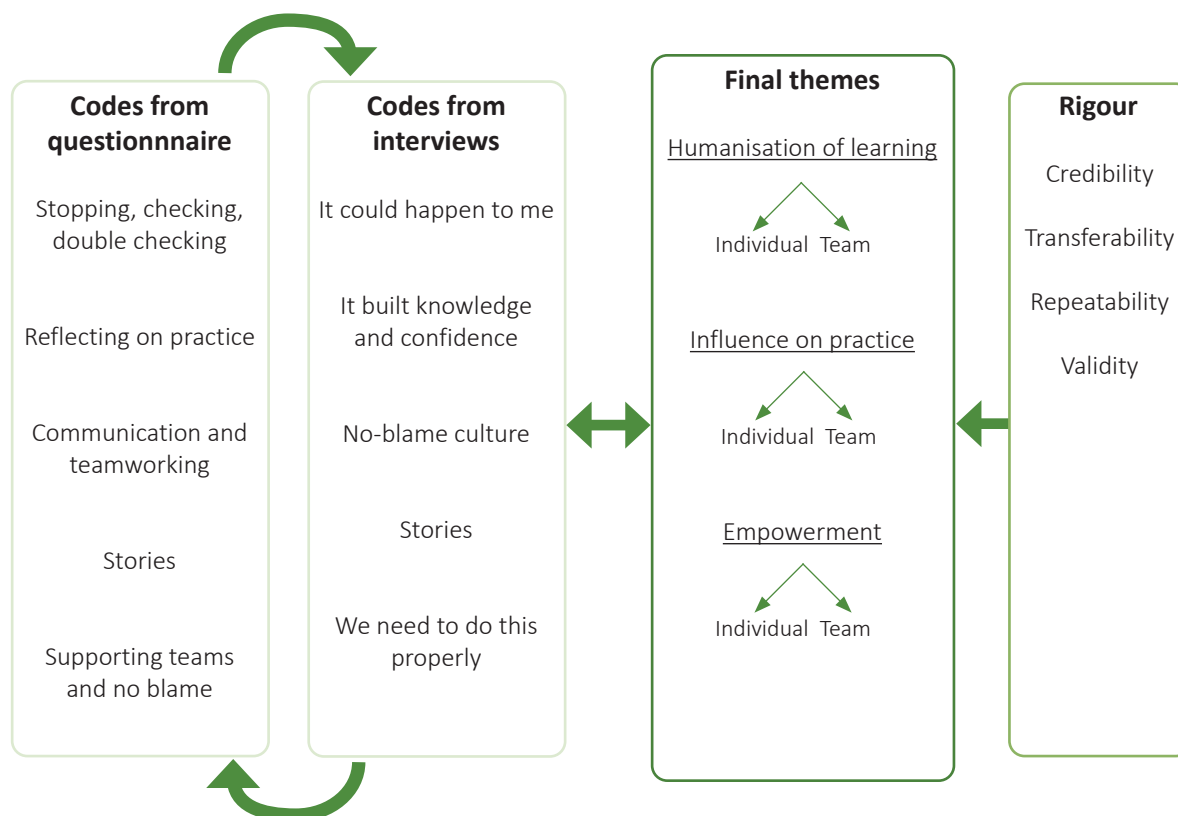 Codes from
questionnnaire
Stopping, checking,
double checking
Reflecting on practice
Communication and
teamworking
Stories
Supporting teams
and no blame
Codes from
interviews
It could happen to me
It built knowledge
and confidence
No-blame culture
Stories
We need to do this
properly
Final themes
Humanisation of learning
Individual Team
Influence on practice
Individual Team
Empowerment
Individual Team
Rigour
Credibility
Transferability
Repeatability
Validity